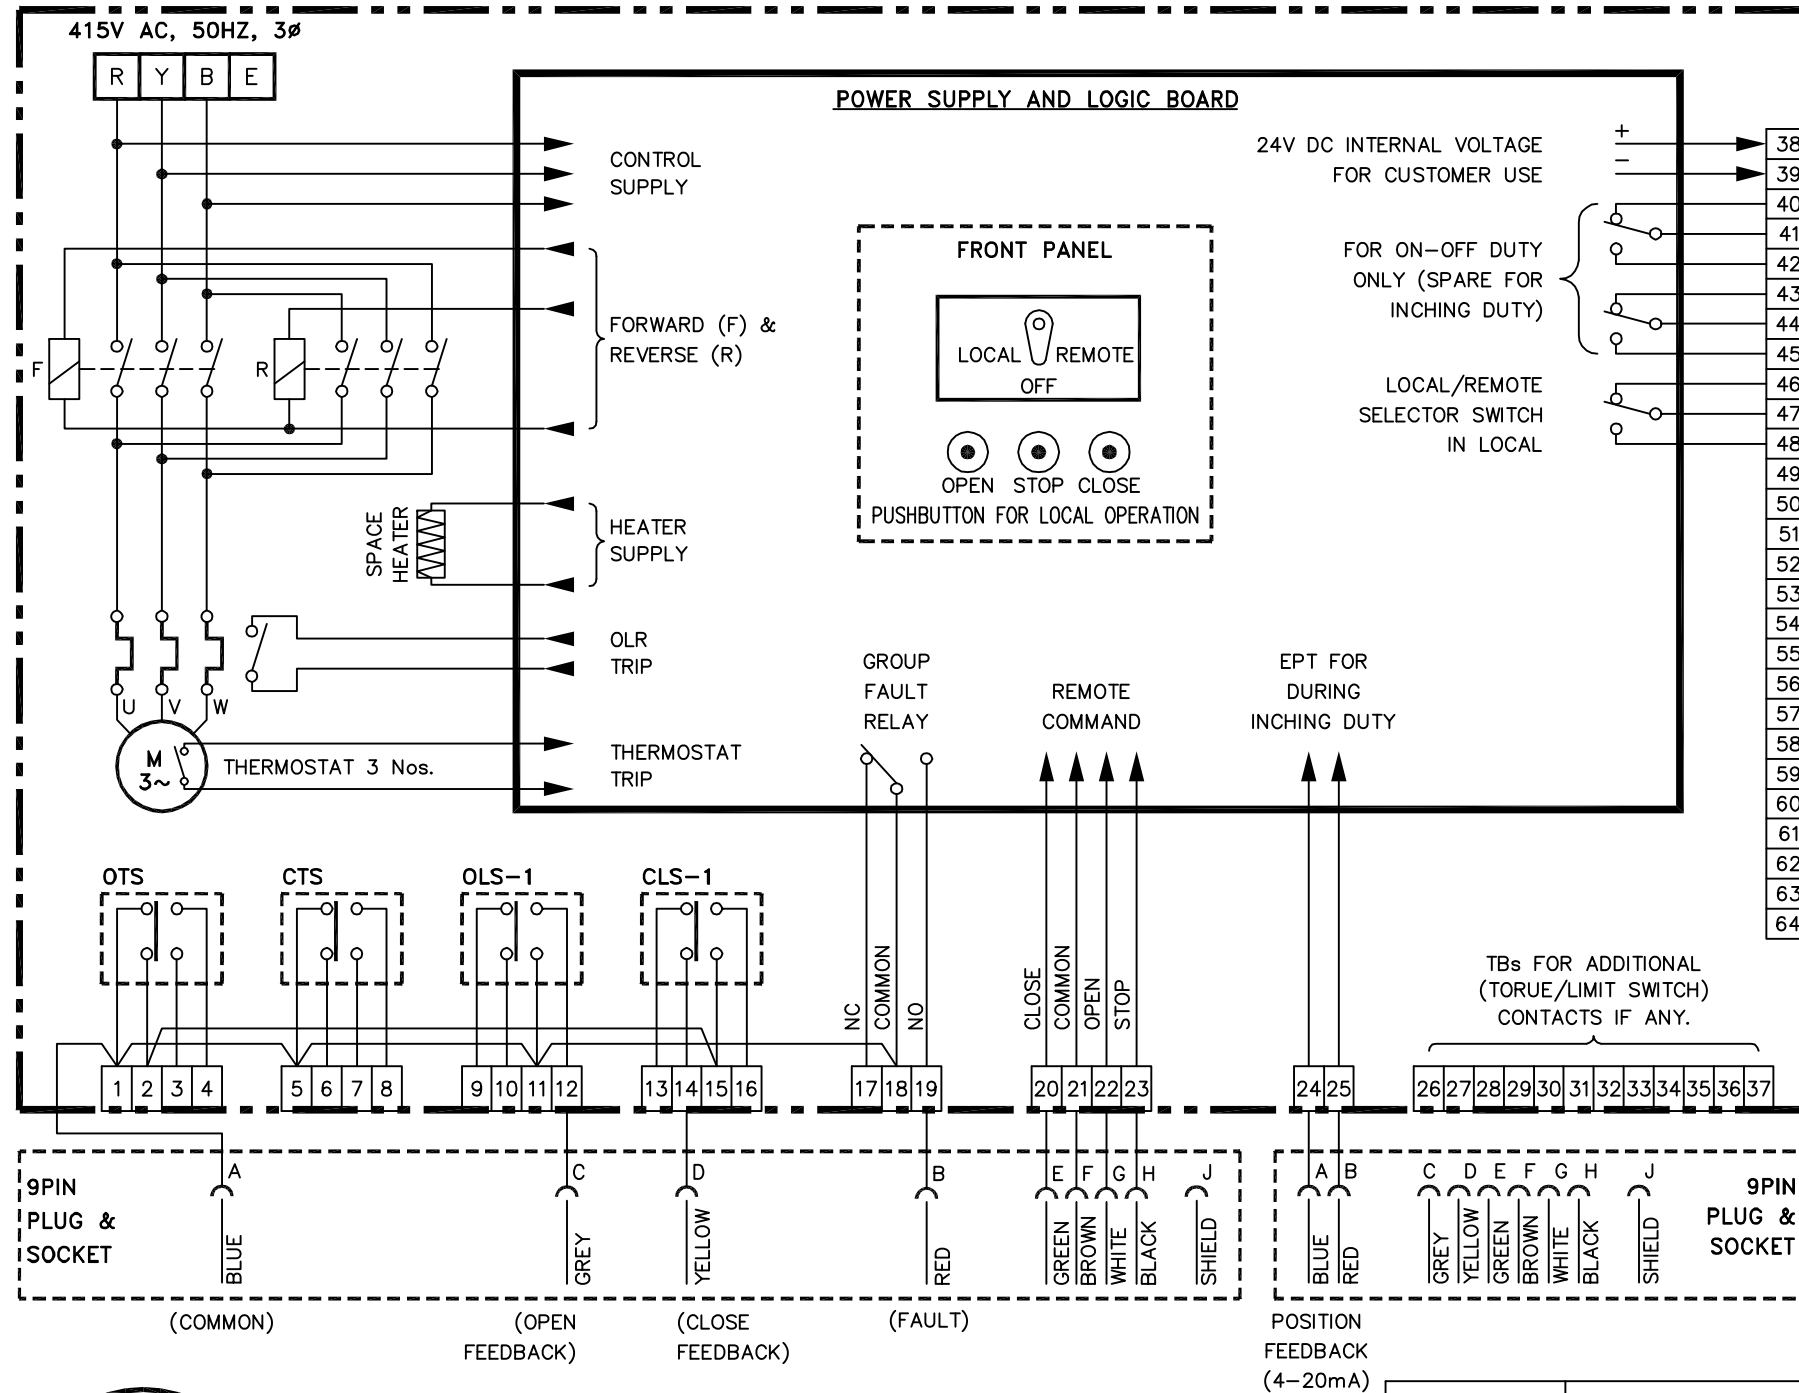 415V AC, 50HZ, 3ø
R Y B E
POWER SUPPLY AND LOGIC BOARD
CONTROL
SUPPLY
24V DC INTERNAL VOLTAGE
FOR CUSTOMER USE
+
−
FRONT PANEL
LOCAL REMOTE
OFF
OPEN STOP CLOSE
PUSHBUTTON FOR LOCAL OPERATION
FOR ON−OFF DUTY
ONLY (SPARE FOR
INCHING DUTY)
LOCAL/REMOTE
SELECTOR SWITCH
IN LOCAL
FORWARD (F) &
REVERSE (R)
F
R
SPACE
HEATER
HEATER
SUPPLY
OLR
TRIP
U V W
M
3~
THERMOSTAT 3 Nos.
THERMOSTAT
TRIP
GROUP
FAULT
RELAY
REMOTE
COMMAND
EPT FOR
DURING
INCHING DUTY
38
39
40
41
42
43
44
45
46
47
48
49
50
51
52
53
54
55
56
57
58
59
60
61
62
63
64
OTS
CTS
OLS−1
CLS−1
NC
COMMON
NO
CLOSE
COMMON
OPEN
STOP
TBs FOR ADDITIONAL
(TORUE/LIMIT SWITCH)
CONTACTS IF ANY.
1 2 3 4 5 6 7 8 9 10 11 12 13 14 15 16 17 18 19 20 21 22 23 24 25 26 27 28 29 30 31 32 33 34 35 36 37
9PIN
PLUG &
SOCKET
A C D B E F G H J
BLUE
GREY
YELLOW
RED
GREEN
BROWN
WHITE
BLACK
SHIELD
A B C D E F G H J
BLUE
RED
GREY
YELLOW
GREEN
BROWN
WHITE
BLACK
SHIELD
9PIN
PLUG &
SOCKET
(COMMON)
(OPEN
FEEDBACK)
(CLOSE
FEEDBACK)
(FAULT)
POSITION
FEEDBACK
(4−20mA)